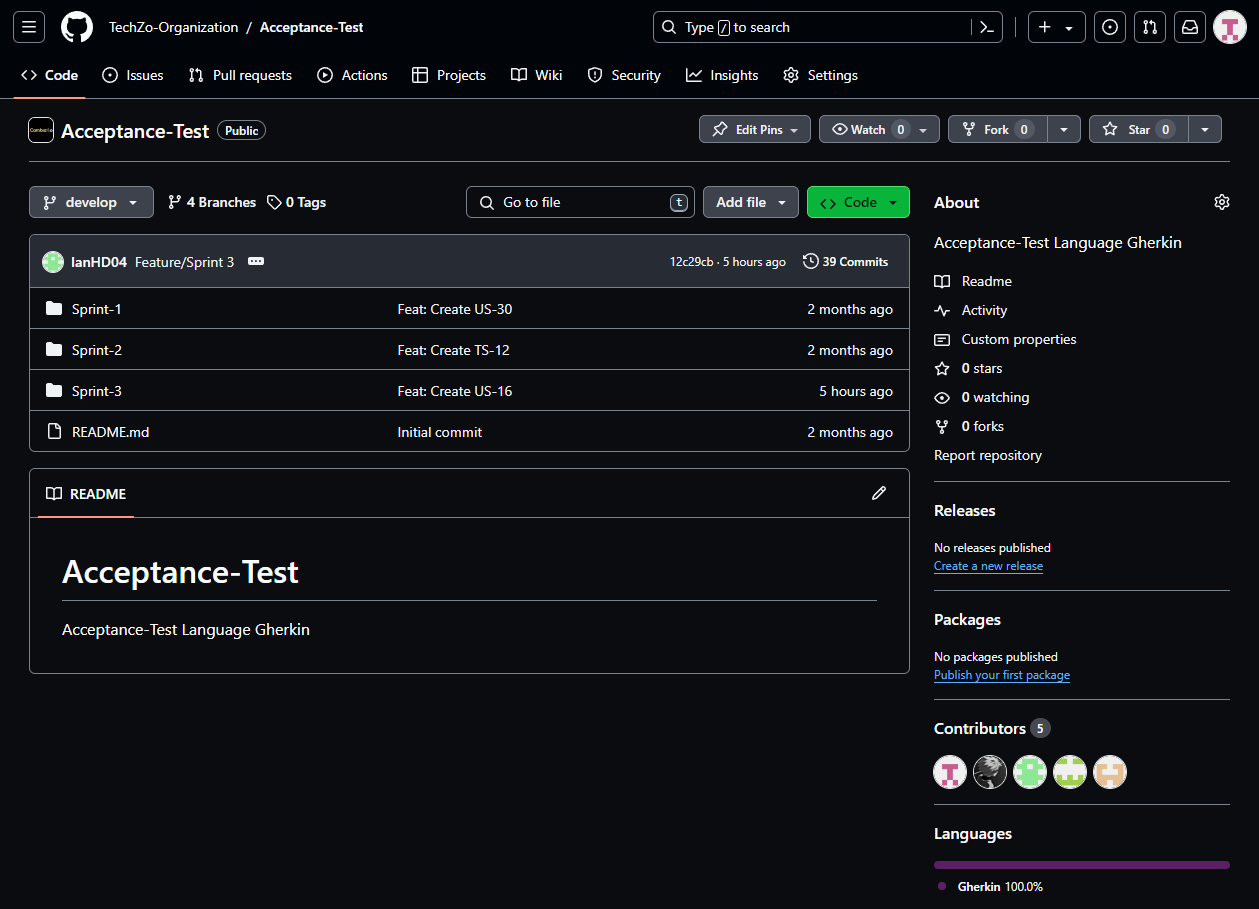 TechZo-Organization / Acceptance-Test
Type / to search
Code Issues Pull requests Actions Projects Wiki Security Insights Settings
Acceptance-Test Public
Edit Pins Watch 0 Fork 0 Star 0
develop 4 Branches 0 Tags Go to file t Add file Code
IanHD04 Feature/Sprint 3 12c29cb · 5 hours ago 39 Commits
Sprint-1 Feat: Create US-30 2 months ago
Sprint-2 Feat: Create TS-12 2 months ago
Sprint-3 Feat: Create US-16 5 hours ago
README.md Initial commit 2 months ago
README
Acceptance-Test
Acceptance-Test Language Gherkin
About
Acceptance-Test Language Gherkin
Readme
Activity
Custom properties
0 stars
0 watching
0 forks
Report repository
Releases
No releases published
Create a new release
Packages
No packages published
Publish your first package
Contributors 5
Languages
Gherkin 100.0%